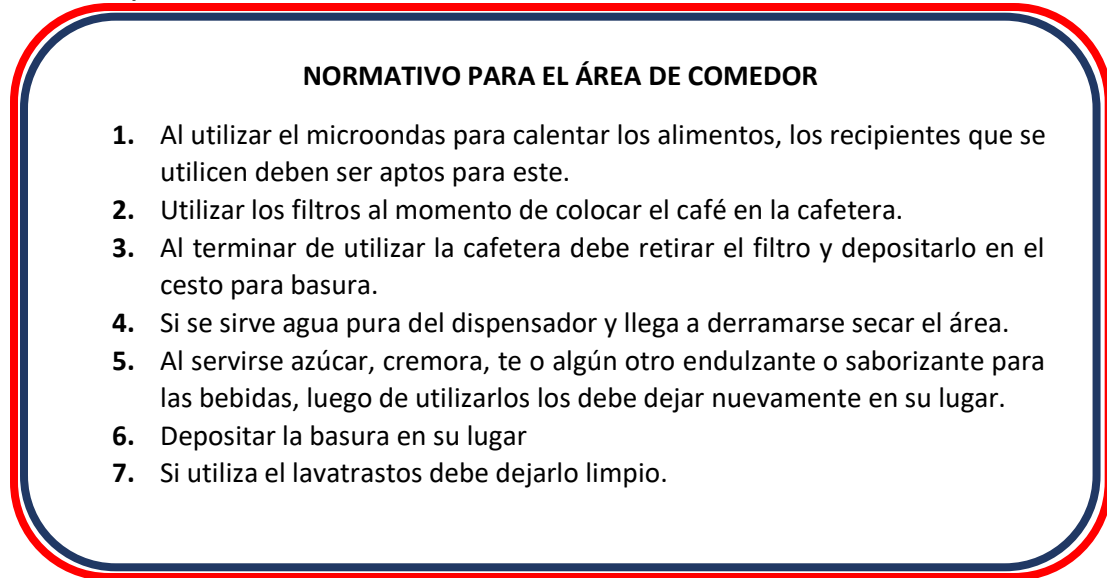 NORMATIVO PARA EL ÁREA DE COMEDOR
1. Al utilizar el microondas para calentar los alimentos, los recipientes que se
utilicen deben ser aptos para este.
2. Utilizar los filtros al momento de colocar el café en la cafetera.
3. Al terminar de utilizar la cafetera debe retirar el filtro y depositarlo en el
cesto para basura.
4. Si se sirve agua pura del dispensador y llega a derramarse secar el área.
5. Al servirse azúcar, cremora, te o algún otro endulzante o saborizante para
las bebidas, luego de utilizarlos los debe dejar nuevamente en su lugar.
6. Depositar la basura en su lugar
7. Si utiliza el lavatrastos debe dejarlo limpio.